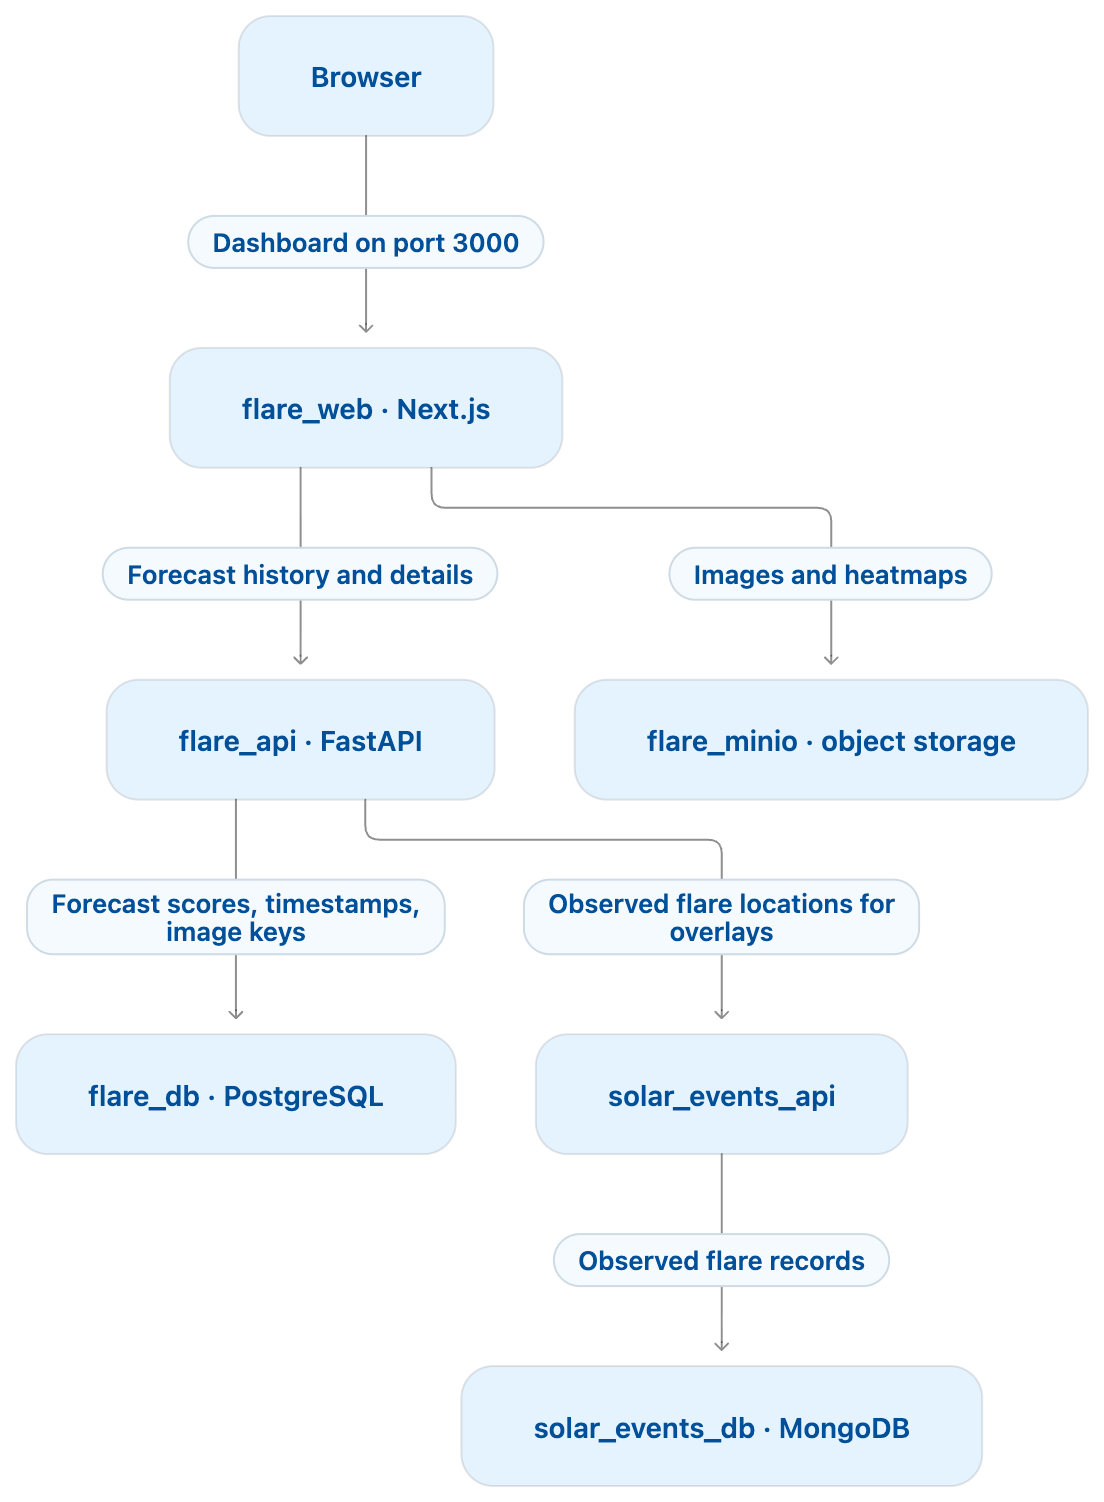 Browser
Dashboard on port 3000
flare_web · Next.js
Forecast history and details
Images and heatmaps
flare_api · FastAPI
flare_minio · object storage
Forecast scores, timestamps,
image keys
Observed flare locations for
overlays
flare_db · PostgreSQL
solar_events_api
Observed flare records
solar_events_db · MongoDB